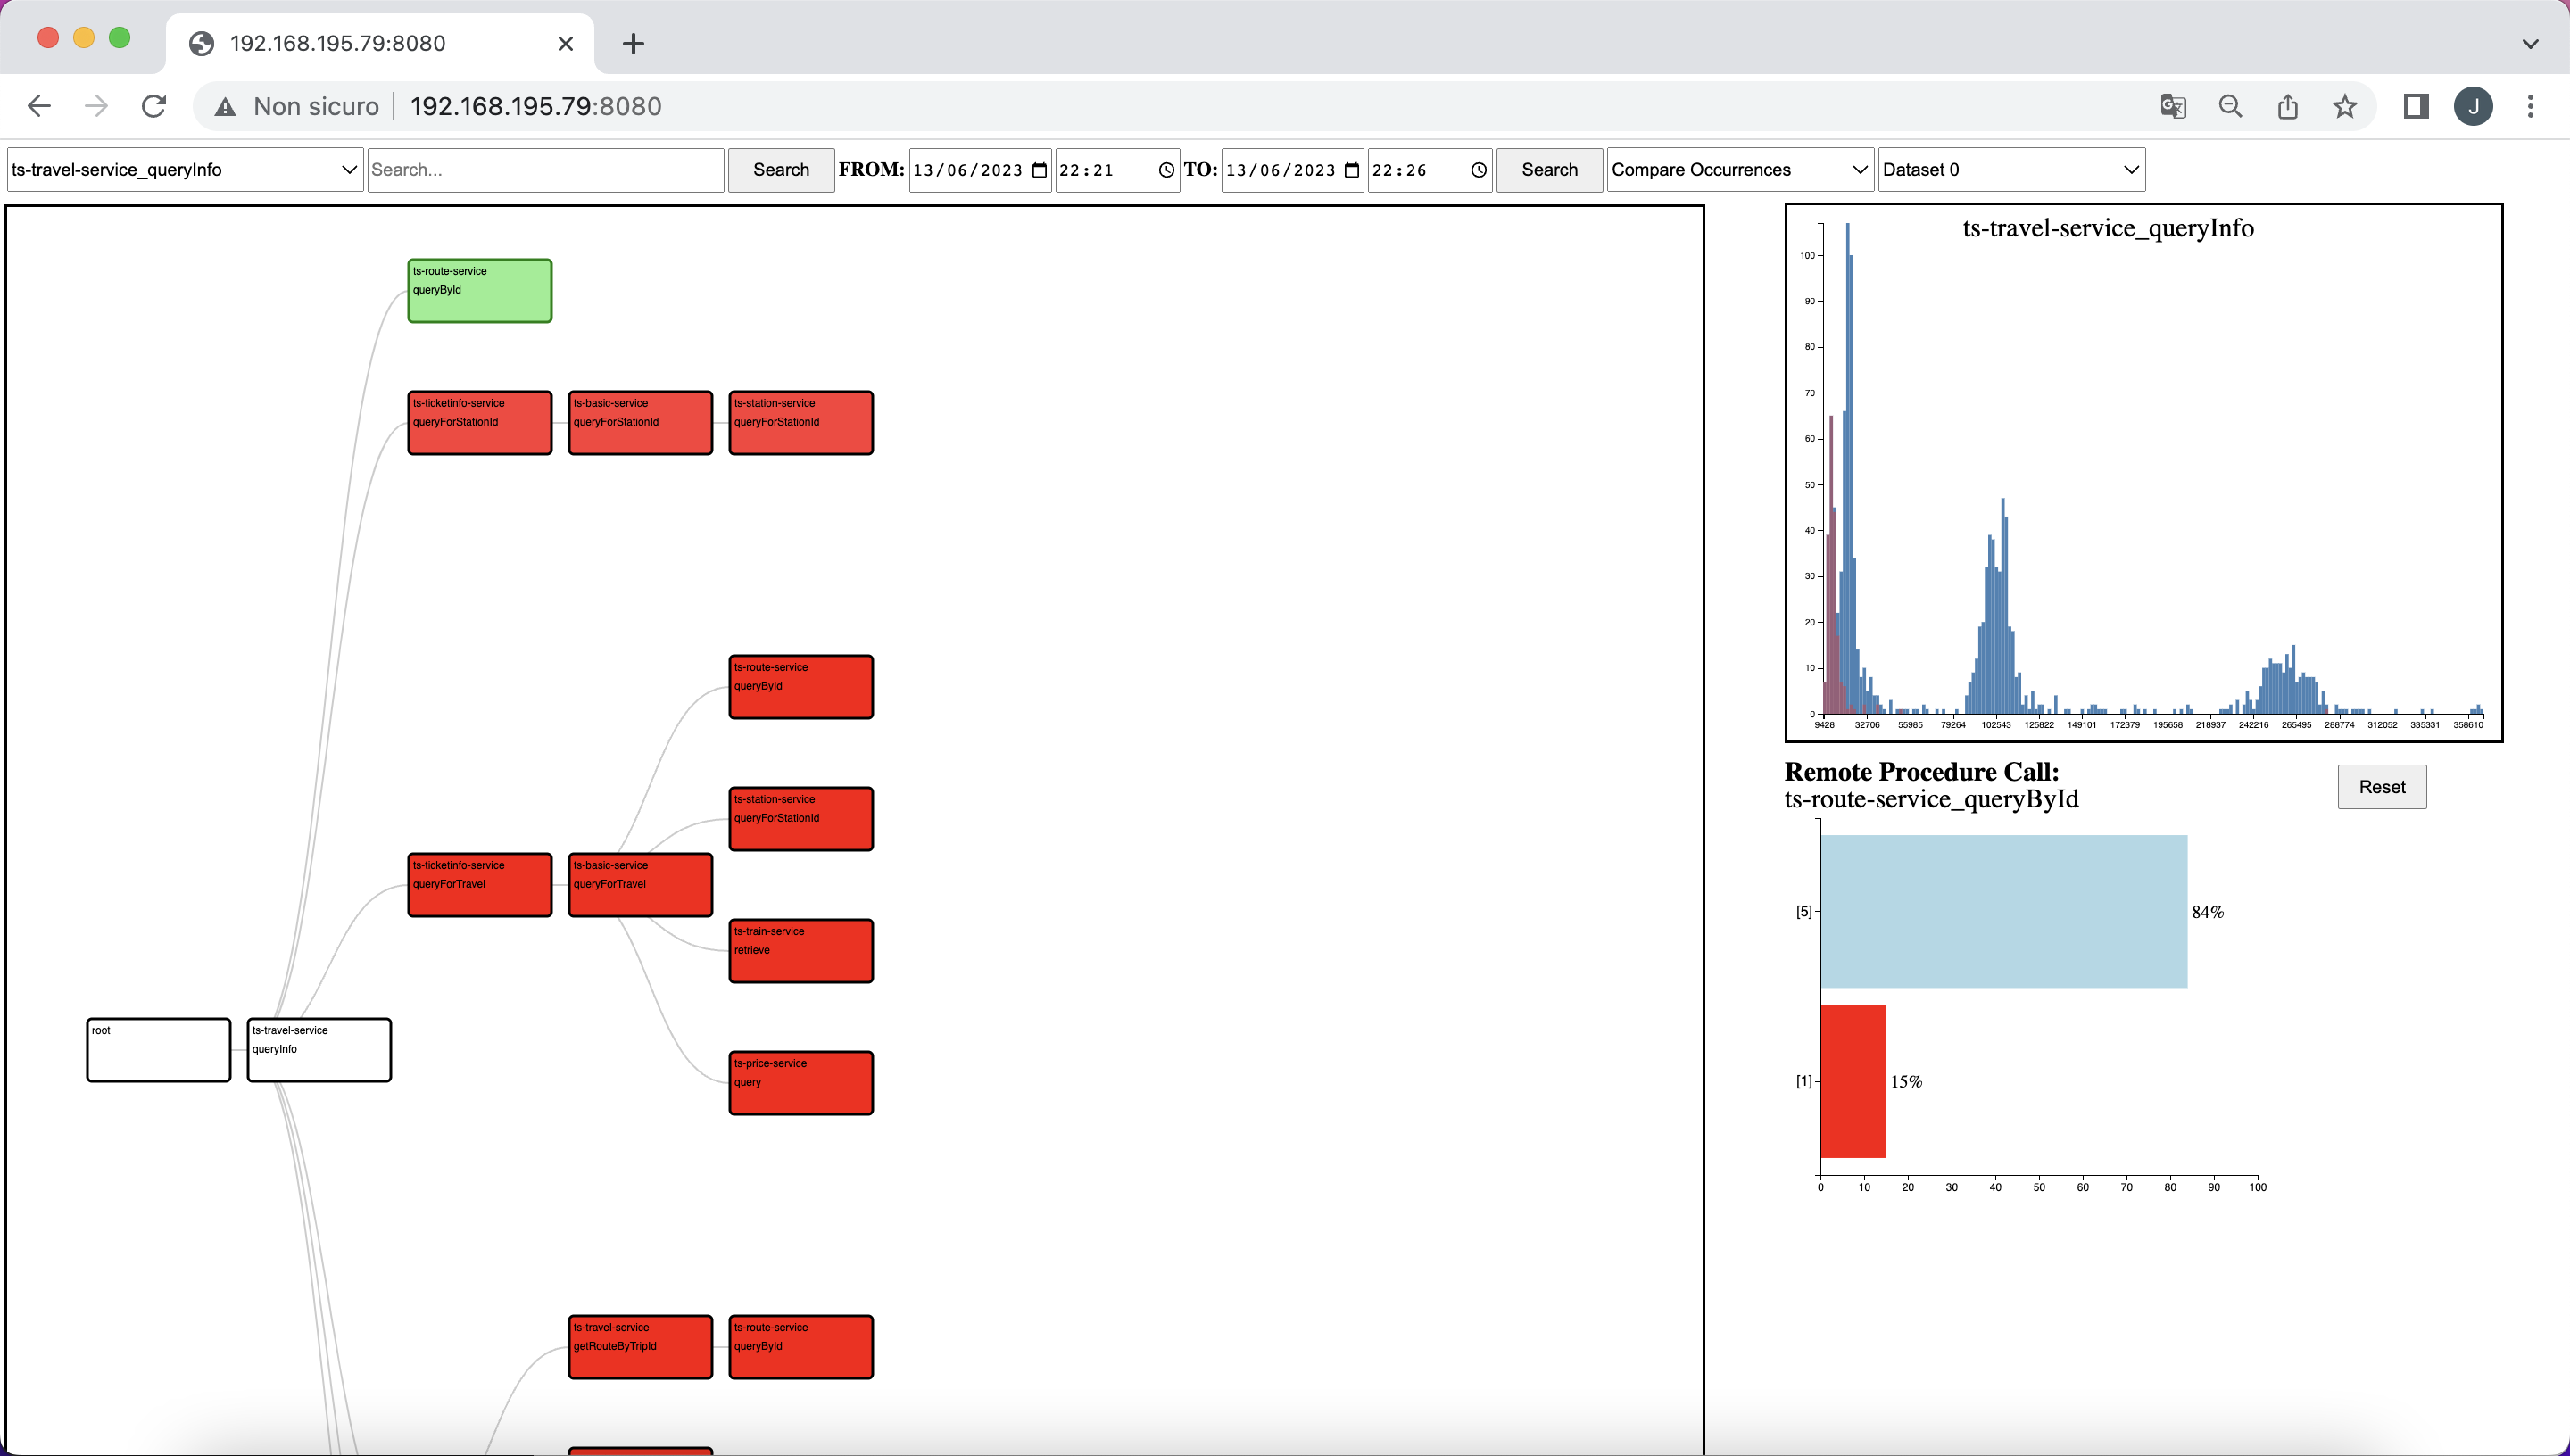 192.168.195.79:8080
Non sicuro 192.168.195.79:8080
J
ts-travel-service_queryInfo Search... Search FROM: 13/06/2023 22:21 TO: 13/06/2023 22:26 Search Compare Occurrences Dataset 0
ts-route-service
queryById
ts-ticketinfo-service
queryForStationId
ts-basic-service
queryForStationId
ts-station-service
queryForStationId
ts-route-service
queryById
ts-station-service
queryForStationId
ts-ticketinfo-service
queryForTravel
ts-basic-service
queryForTravel
ts-train-service
retrieve
root
ts-travel-service
queryInfo
ts-price-service
query
ts-travel-service
getRouteByTripId
ts-route-service
queryById
ts-travel-service_queryInfo
100
90
80
70
60
50
40
30
20
10
0
9428 32706 55985 79264 102543 125822 149101 172379 195658 218937 242216 265495 288774 312052 335331 358610
Remote Procedure Call:
ts-route-service_queryById
Reset
[5] 84%
[1] 15%
0 10 20 30 40 50 60 70 80 90 100